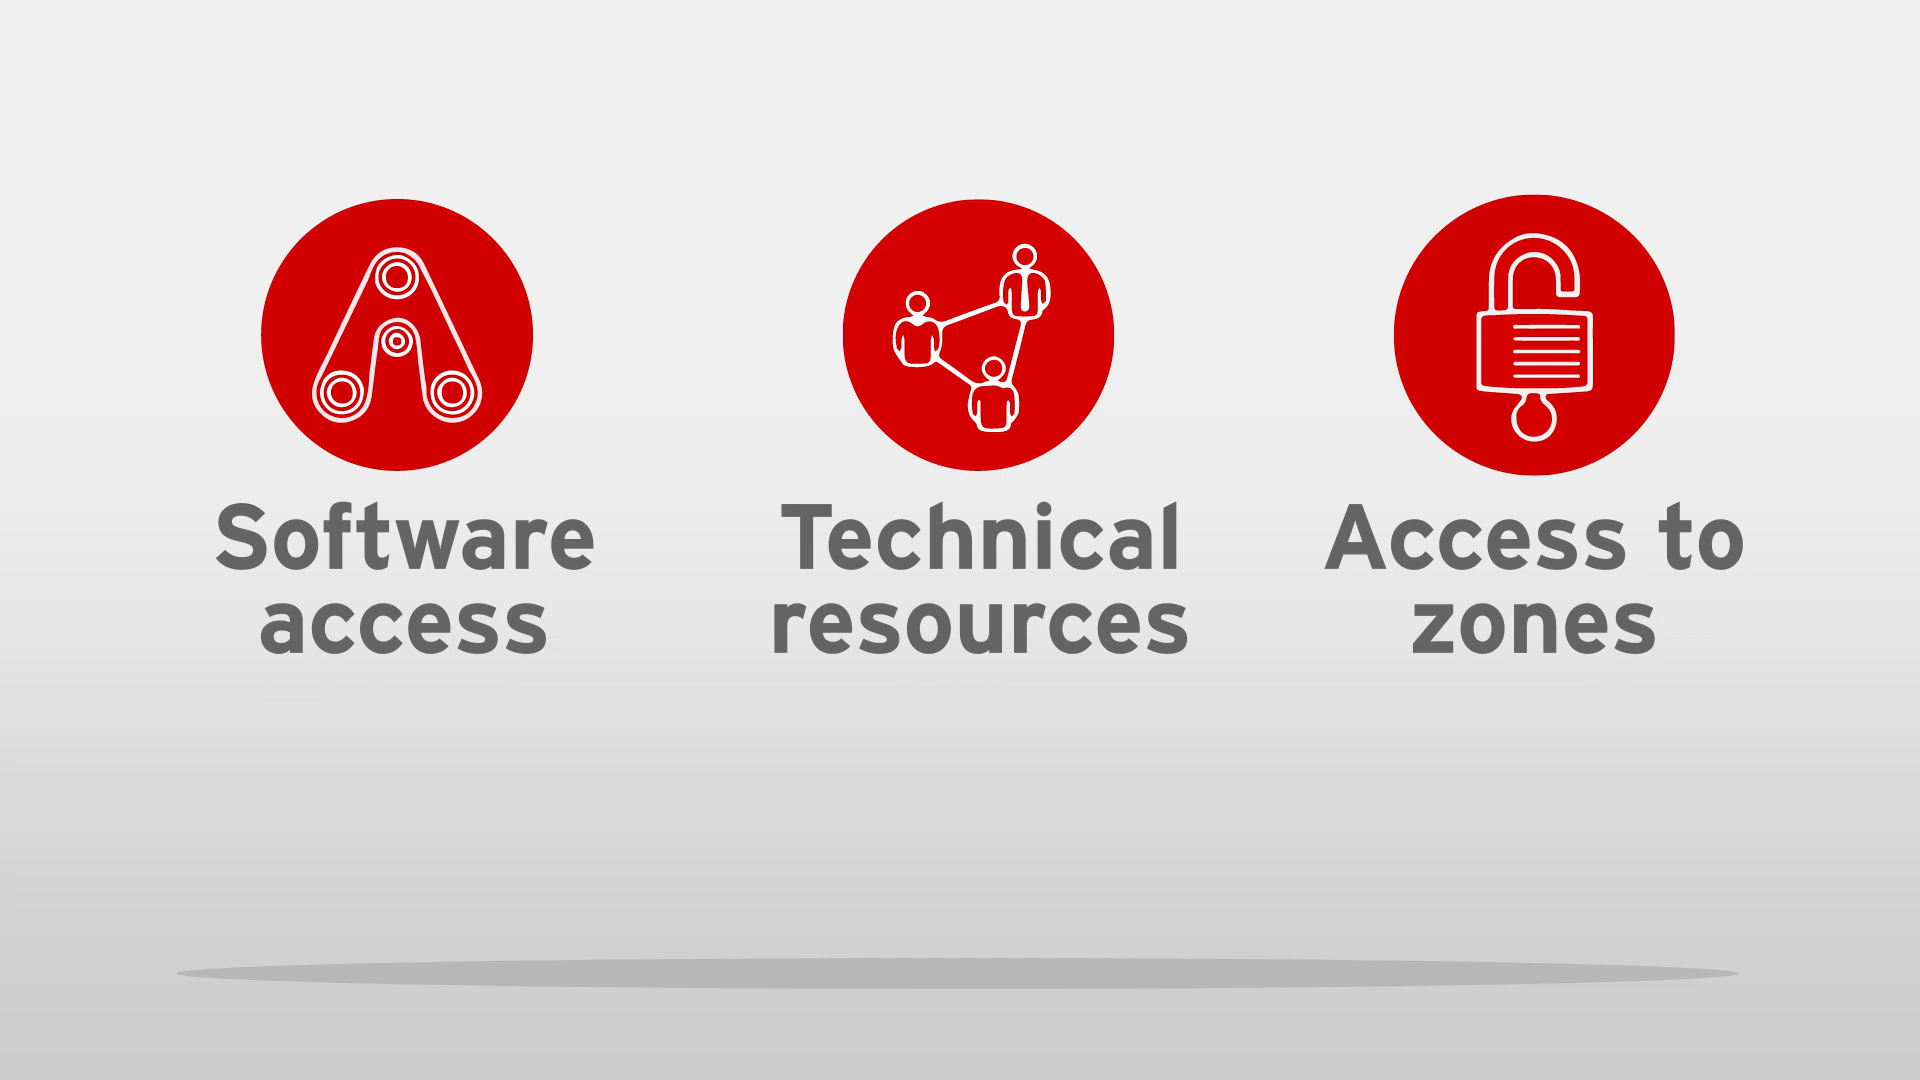 Software
access
Technical
resources
Access to
zones